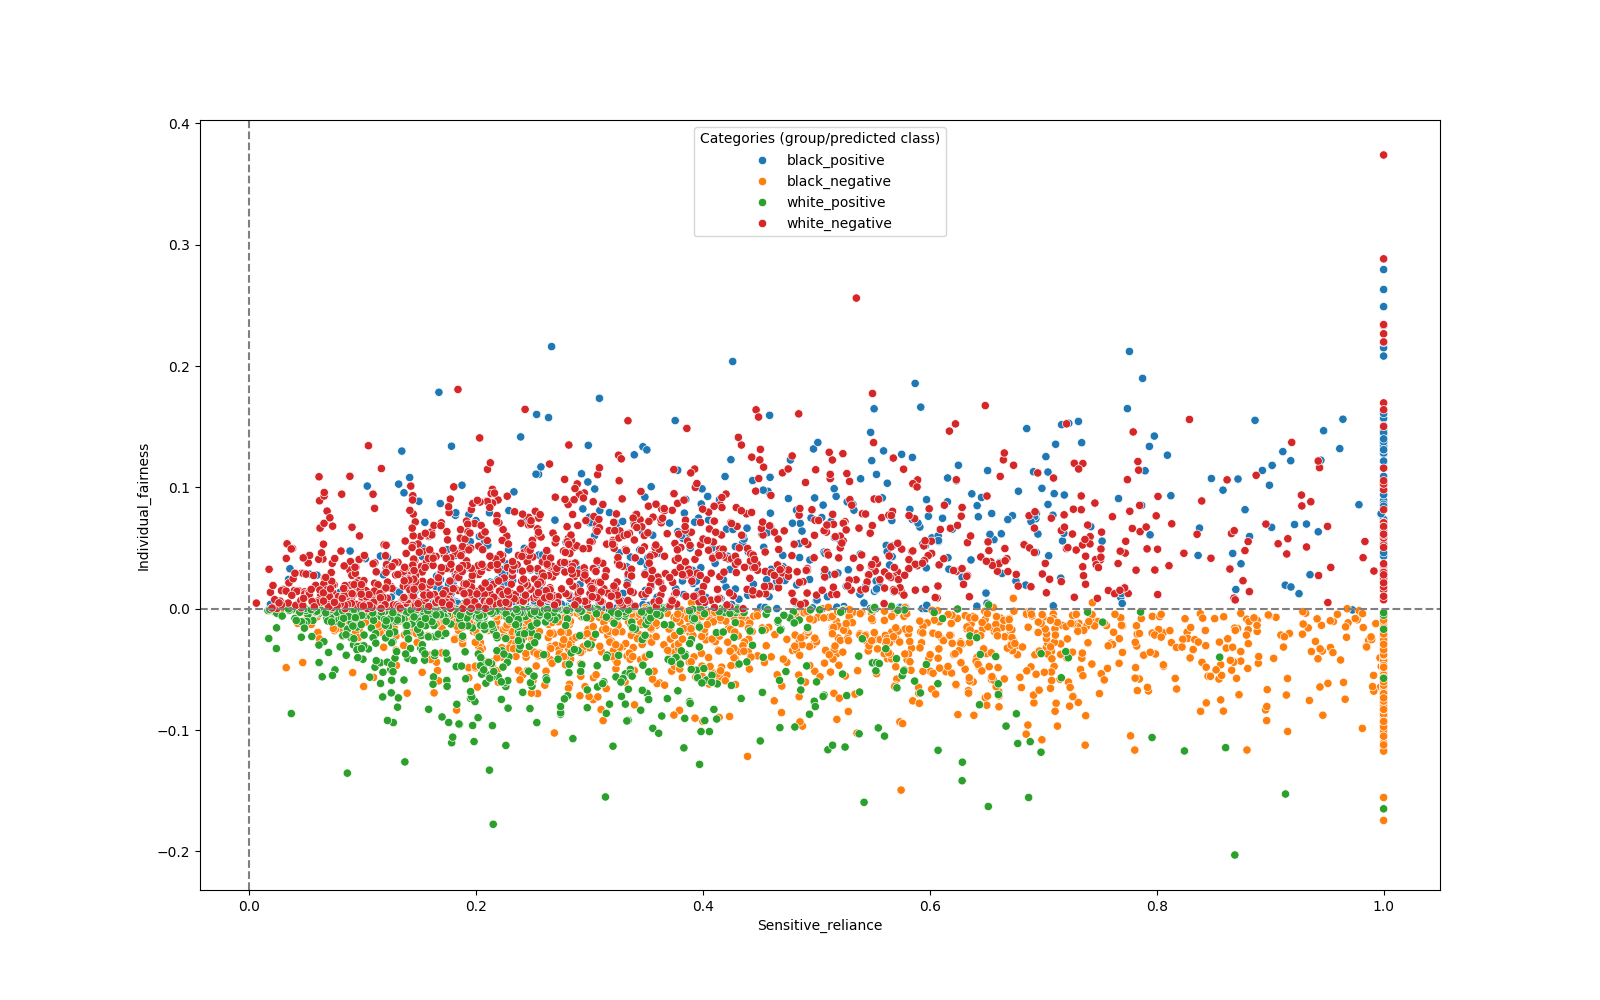 Categories (group/predicted class)
black_positive
black_negative
white_positive
white_negative
Individual_fairness
0.4
0.3
0.2
0.1
0.0
−0.1
−0.2
0.0 0.2 0.4 0.6 0.8 1.0
Sensitive_reliance